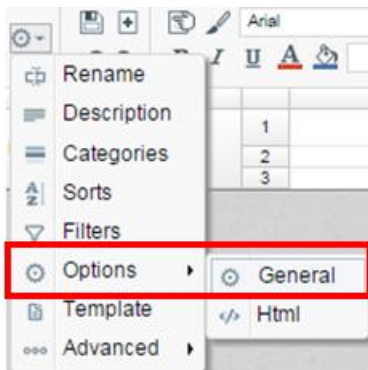 Arial
I U A
Rename
Description
1
Categories
2
Sorts
3
Filters
Options
General
Template
Html
Advanced